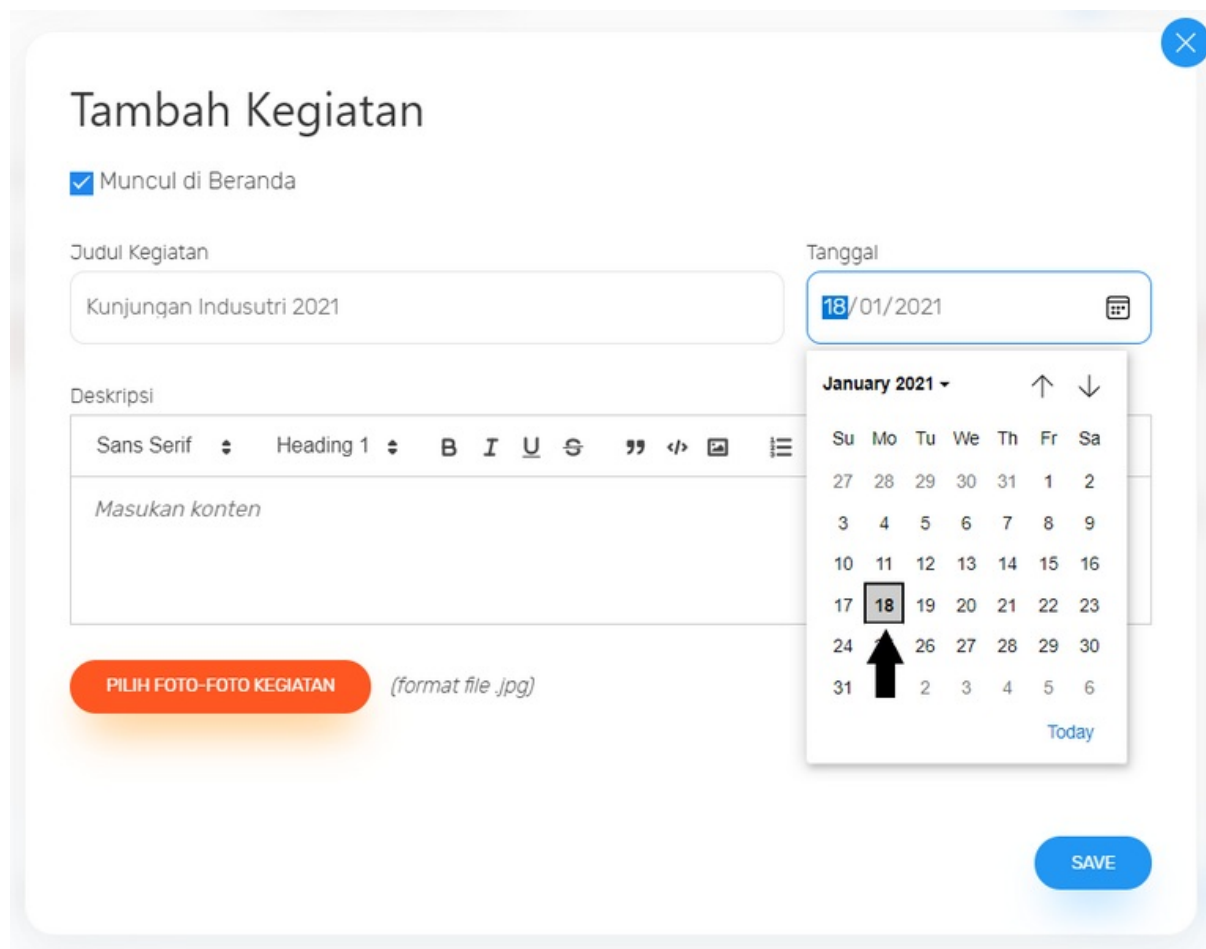 Tambah Kegiatan
Muncul di Beranda
Judul Kegiatan
Tanggal
Kunjungan Indusutri 2021
18/01/2021
Deskripsi
January 2021
Sans Serif Heading 1 B I U S
Su Mo Tu We Th Fr Sa
27 28 29 30 31 1 2
Masukan konten
3 4 5 6 7 8 9
10 11 12 13 14 15 16
17 18 19 20 21 22 23
24 26 27 28 29 30
31 2 3 4 5 6
Today
PILIH FOTO-FOTO KEGIATAN (format file .jpg)
SAVE